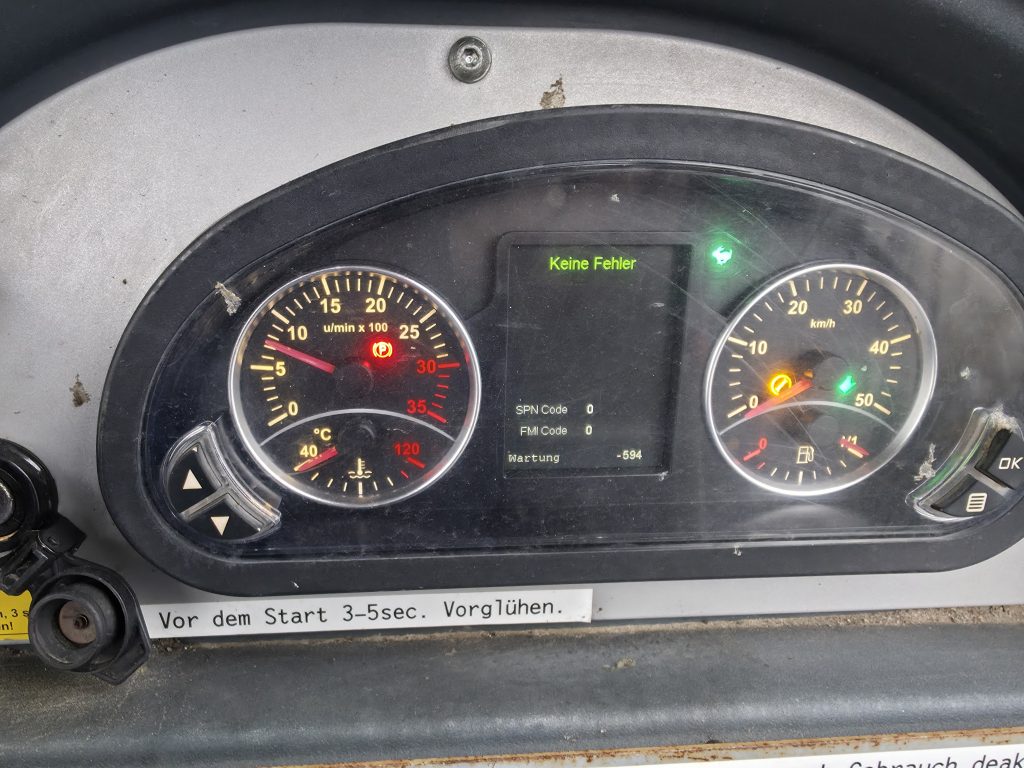 Keine Fehler
15 20
10 u/min x 100 25
5 30
0 35
°C
40 120
P
SPN Code 0
FMI Code 0
Wartung -594
20 30
km/h
10 40
0 50
0 1/1
OK
Vor dem Start 3-5sec. Vorglühen.